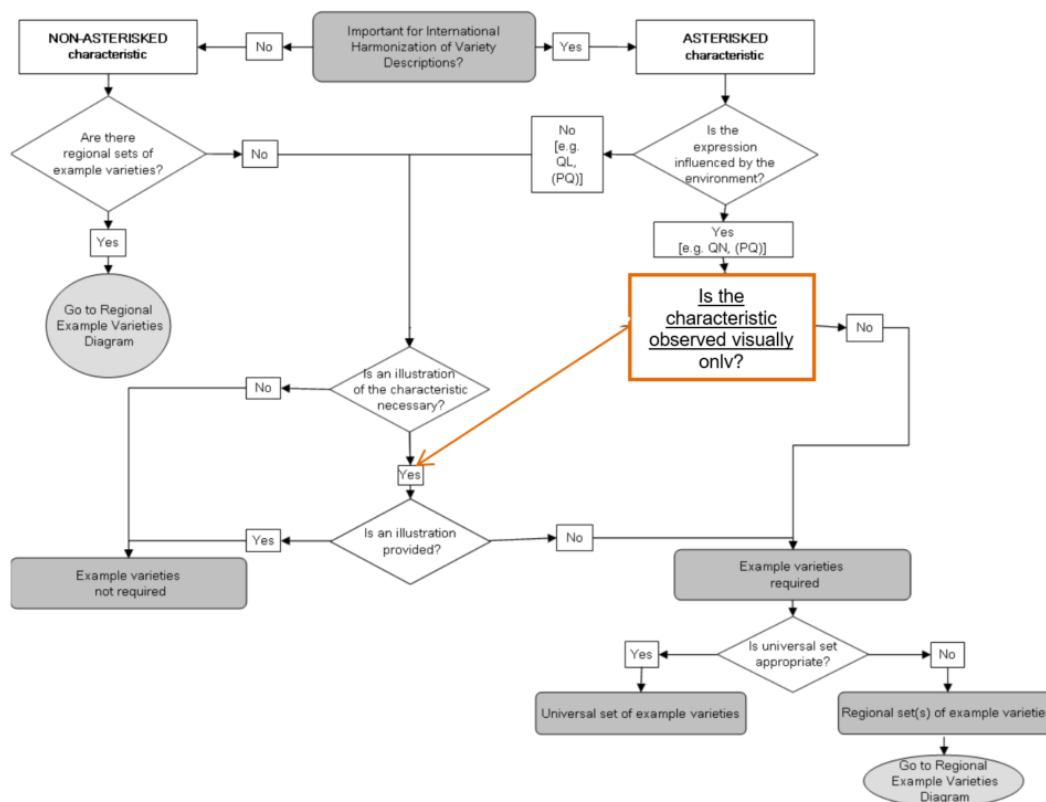 Important for International
Harmonization of Variety
Descriptions?
No
Yes
NON-ASTERISKED
characteristic
ASTERISKED
characteristic
Are there
regional sets of
example varieties?
No
No
[e.g.
QL,
(PQ)]
Is the
expression
influenced by the
environment?
Yes
Yes
[e.g. QN, (PQ)]
Go to Regional
Example Varieties
Diagram
Is the
characteristic
observed visually
only?
No
Is an illustration
of the characteristic
necessary?
No
Yes
Is an illustration
provided?
Yes
No
Example varieties
not required
Example varieties
required
Is universal set
appropriate?
Yes
No
Universal set of example varieties
Regional set(s) of example varieties
Go to Regional
Example Varieties
Diagram